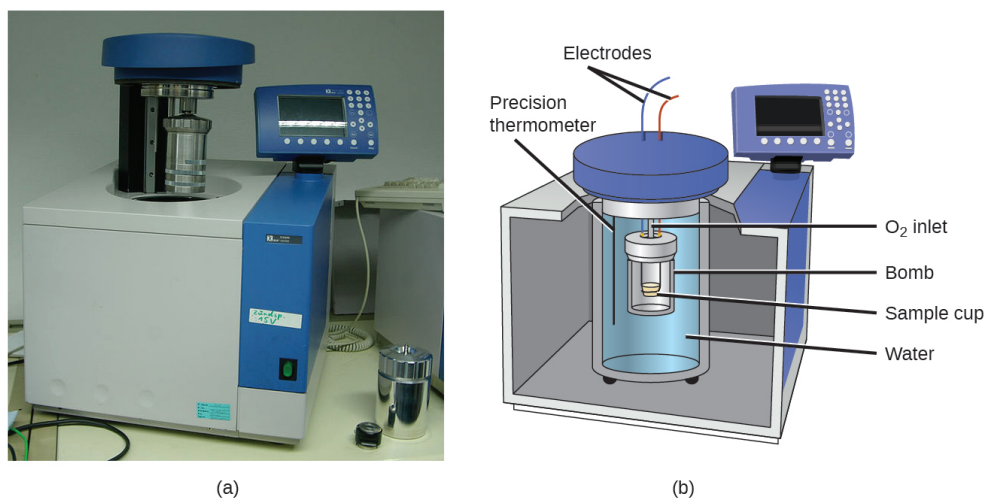 Electrodes
Precision
thermometer
O₂ inlet
Bomb
Sample cup
Water
(a)
(b)